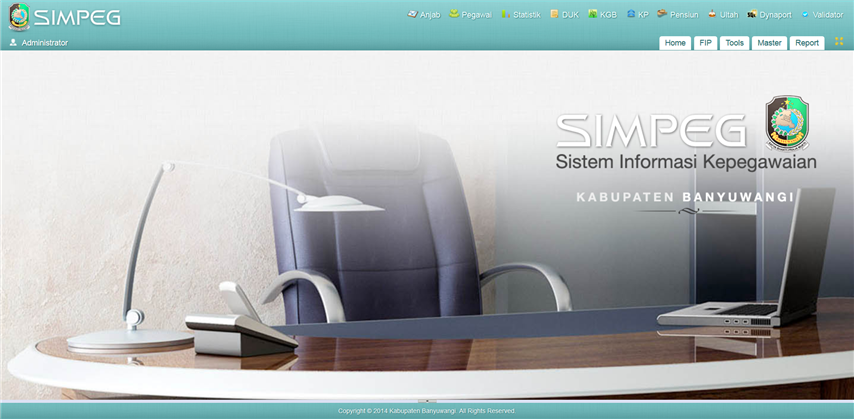 SIMPEG
Anjab Pegawai Statistik DUK KGB KP Pensiun Ultah Dynaport Validator
Administrator
Home FIP Tools Master Report
SIMPEG
Sistem Informasi Kepegawaian
KABUPATEN BANYUWANGI
Copyright © 2014 Kabupaten Banyuwangi. All Rights Reserved.